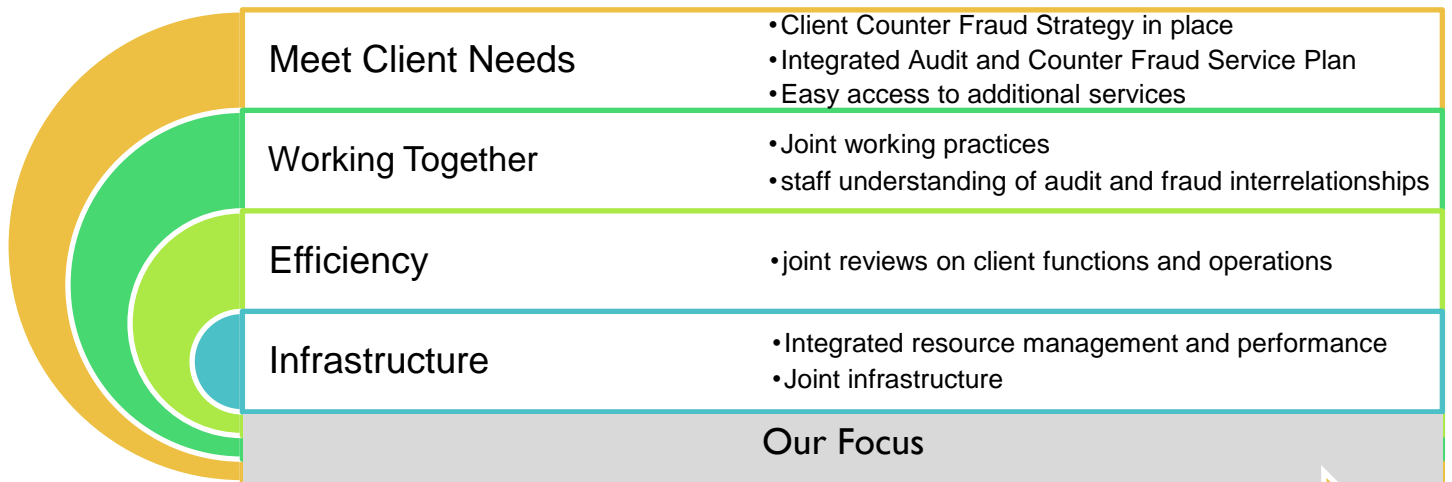 Meet Client Needs
•Client Counter Fraud Strategy in place
•Integrated Audit and Counter Fraud Service Plan
•Easy access to additional services
Working Together
•Joint working practices
•staff understanding of audit and fraud interrelationships
Efficiency
•joint reviews on client functions and operations
Infrastructure
•Integrated resource management and performance
•Joint infrastructure
Our Focus